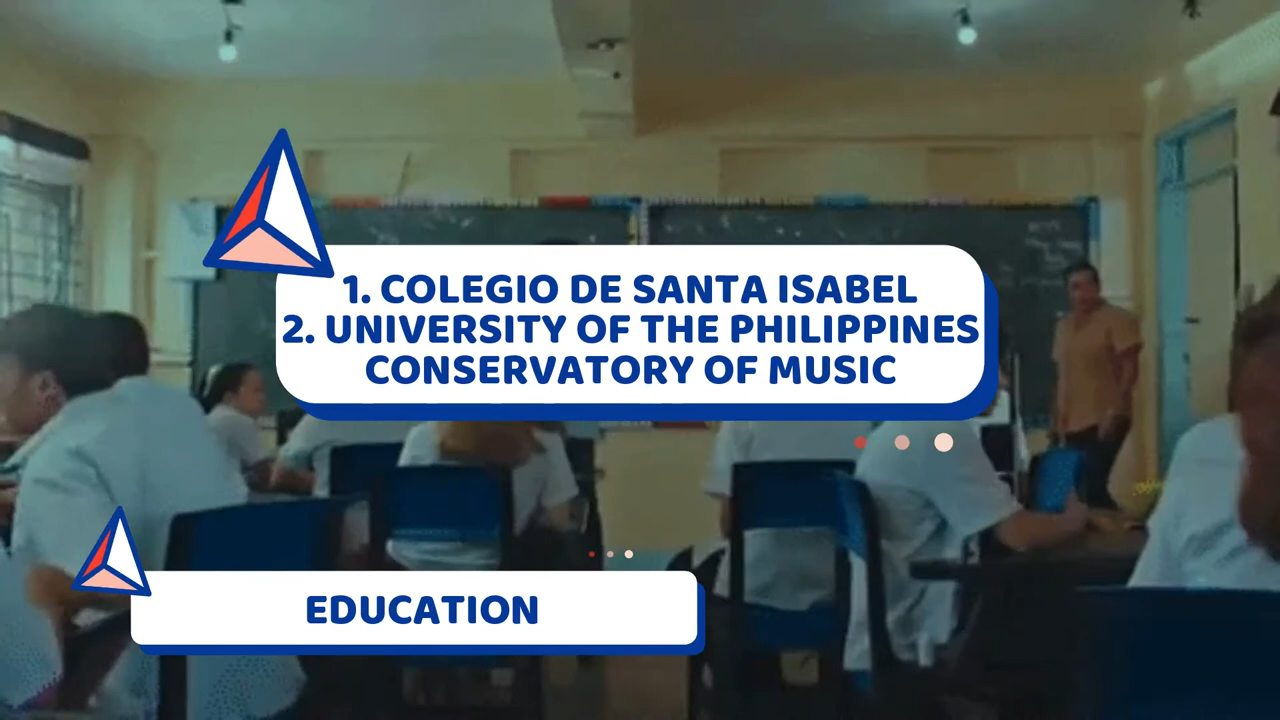 1. COLEGIO DE SANTA ISABEL
2. UNIVERSITY OF THE PHILIPPINES
CONSERVATORY OF MUSIC
EDUCATION